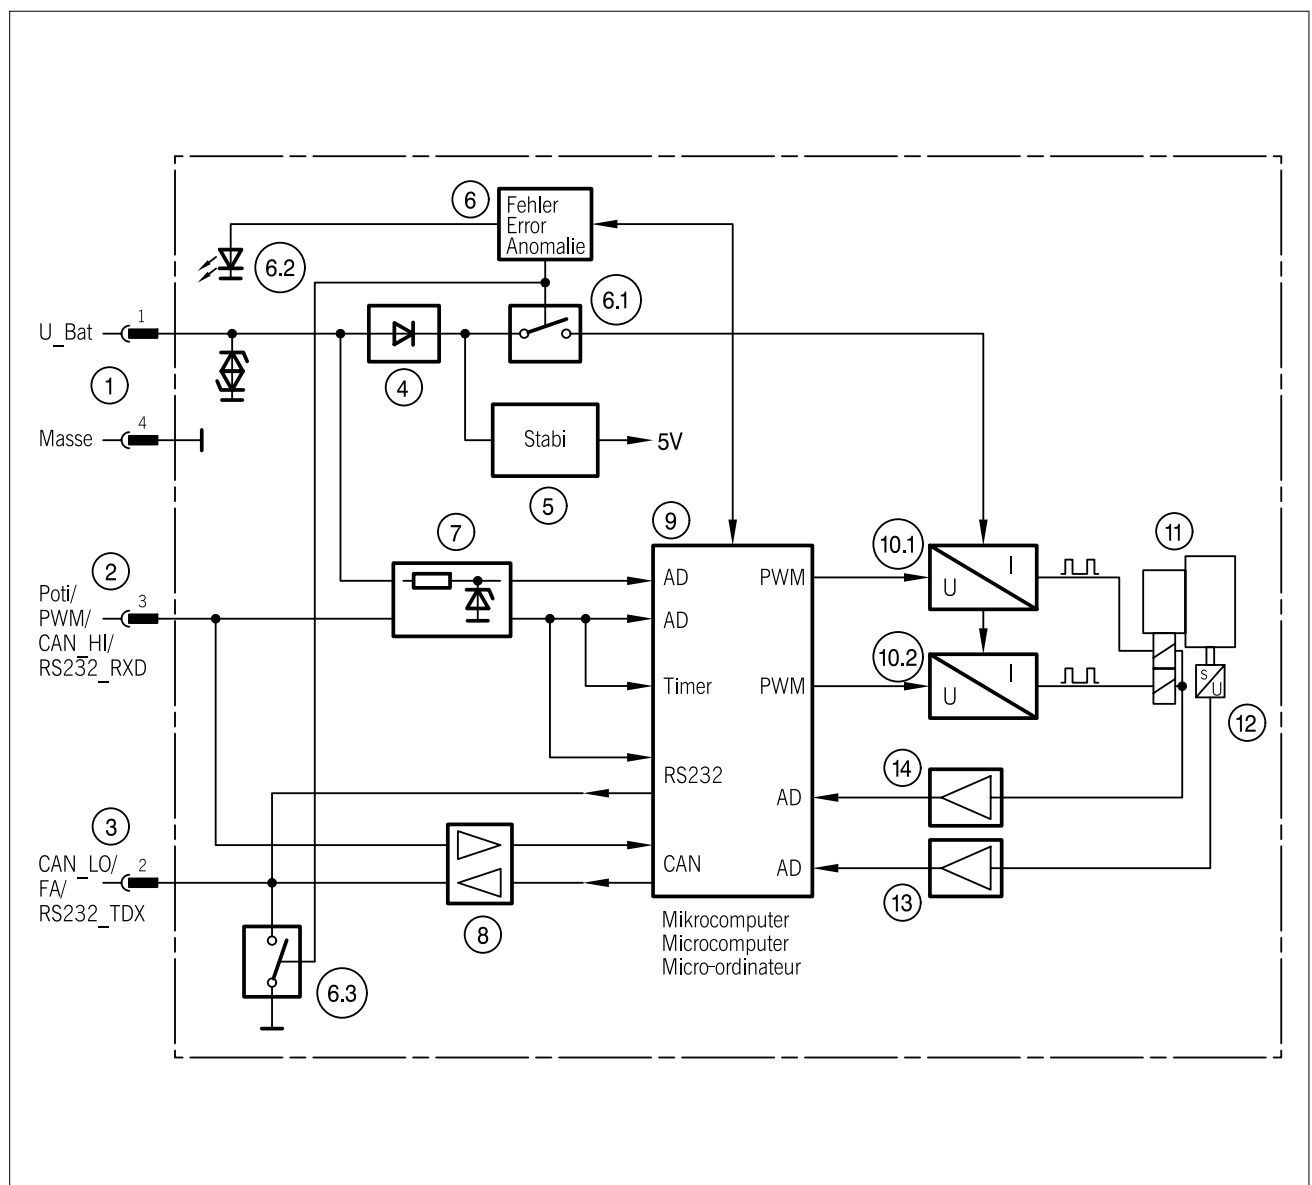 6
Fehler
Error
Anomalie
6.2
6.1
U_Bat
1
4
1
Masse
4
Stabi
5V
5
7
9
10.1
11
2
Poti/
PWM/
CAN_HI/
RS232_RXD
3
AD
PWM
U
I
AD
10.2
Timer
PWM
U
I
S
U
12
RS232
14
AD
3
CAN_LO/
FA/
RS232_TDX
2
CAN
AD
8
13
Mikrocomputer
Microcomputer
Micro-ordinateur
6.3